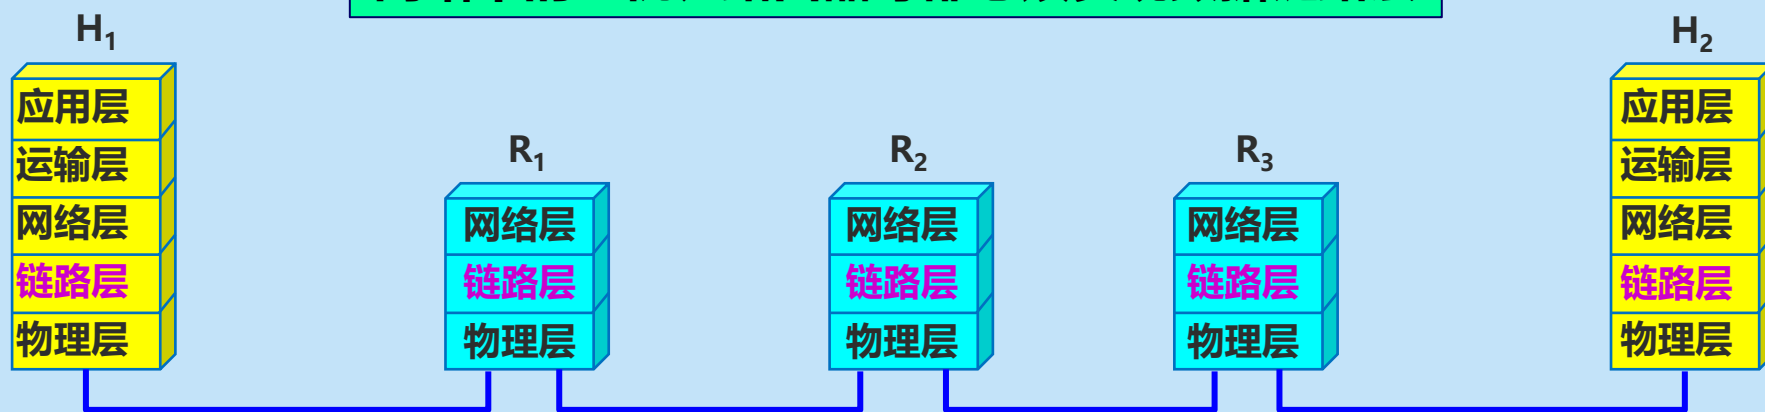 H1
应用层
运输层
网络层
链路层
物理层
R1
网络层
链路层
物理层
R2
网络层
链路层
物理层
R3
网络层
链路层
物理层
H2
应用层
运输层
网络层
链路层
物理层